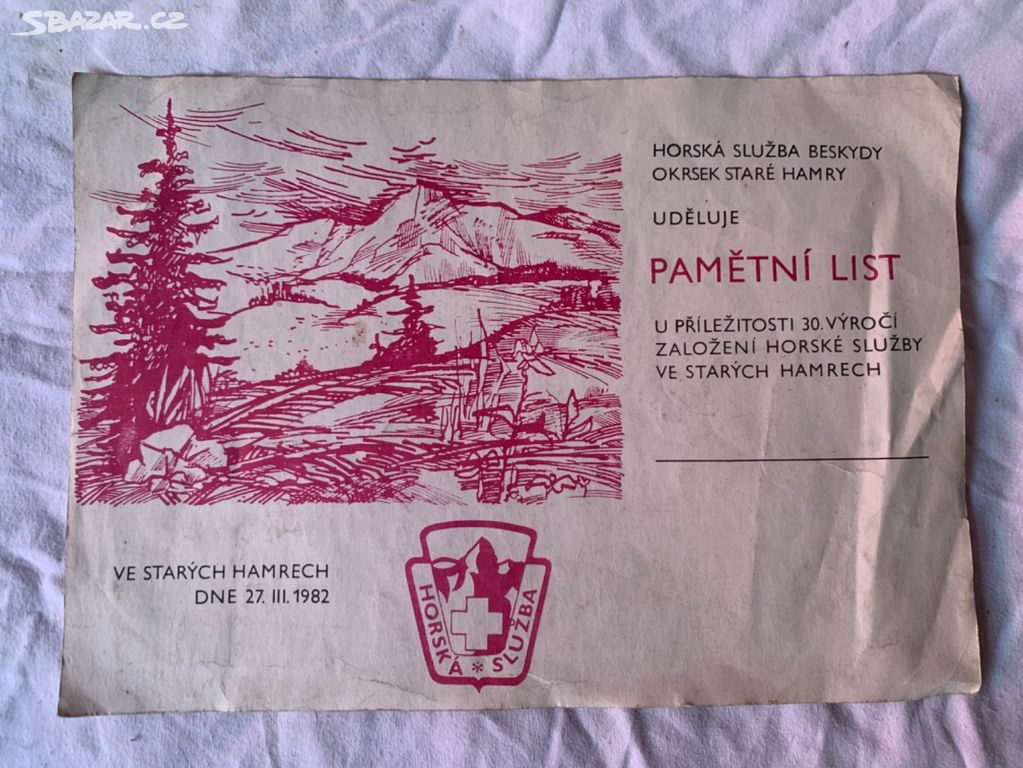 SBAZAR.CZ
HORSKÁ SLUŽBA BESKYDY
OKRSEK STARÉ HAMRY
UDĚLUJE
PAMĚTNÍ LIST
U PŘÍLEŽITOSTI 30. VÝROČÍ
ZALOŽENÍ HORSKÉ SLUŽBY
VE STARÝCH HAMRECH
VE STARÝCH HAMRECH
DNE 27. III. 1982
HORSKÁ * SLUŽBA